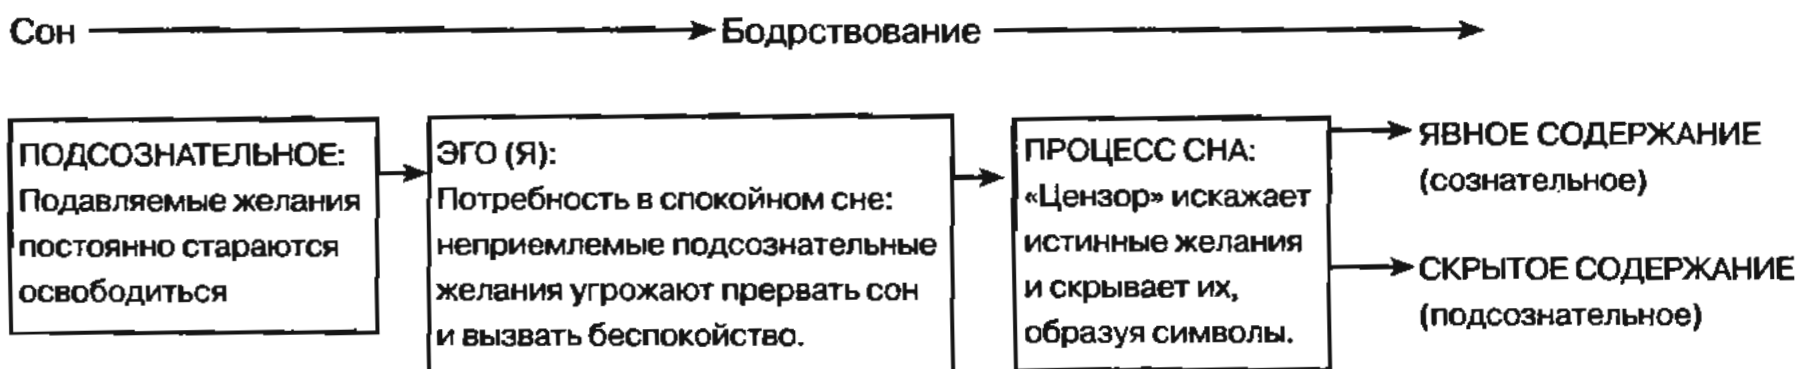 Сон
Бодрствование
ПОДСОЗНАТЕЛЬНОЕ:
Подавляемые желания
постоянно стараются
освободиться
ЭГО (Я):
Потребность в спокойном сне:
неприемлемые подсознательные
желания угрожают прервать сон
и вызвать беспокойство.
ПРОЦЕСС СНА:
«Цензор» искажает
истинные желания
и скрывает их,
образуя символы.
ЯВНОЕ СОДЕРЖАНИЕ
(сознательное)
СКРЫТОЕ СОДЕРЖАНИЕ
(подсознательное)